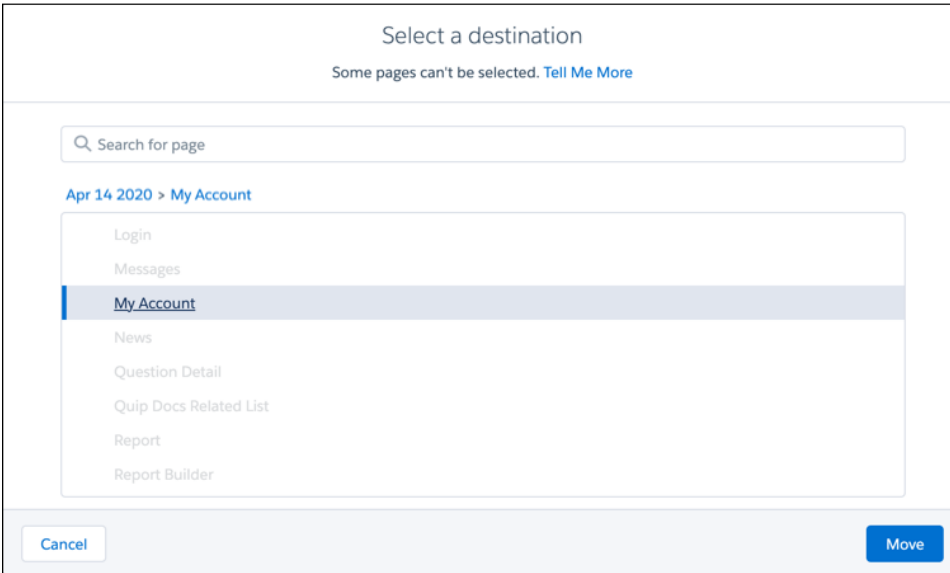 Select a destination
Some pages can't be selected. Tell Me More
Search for page
Apr 14 2020 > My Account
Login
Messages
My Account
News
Question Detail
Quip Docs Related List
Report
Report Builder
Cancel
Move